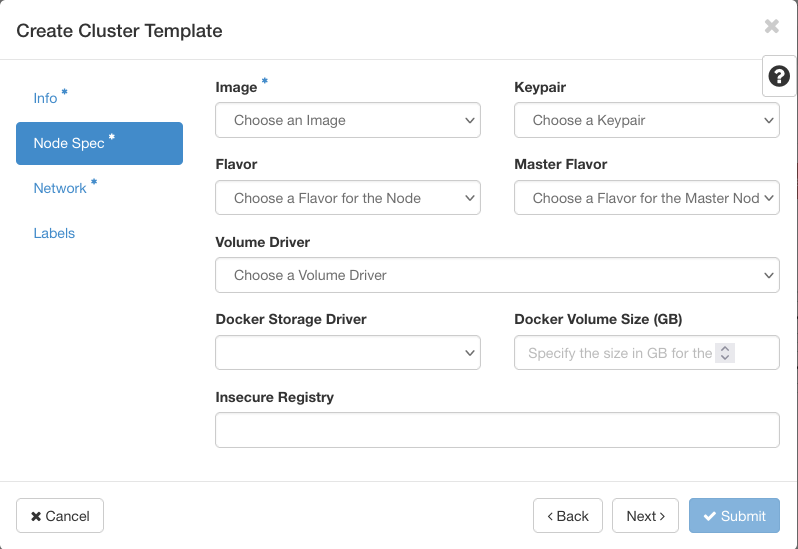 Create Cluster Template
×
?
Info *
Node Spec *
Network *
Labels
Image *
Keypair
Choose an Image
Choose a Keypair
Flavor
Master Flavor
Choose a Flavor for the Node
Choose a Flavor for the Master Nod
Volume Driver
Choose a Volume Driver
Docker Storage Driver
Docker Volume Size (GB)
Specify the size in GB for the
Insecure Registry
Cancel
Back
Next
Submit